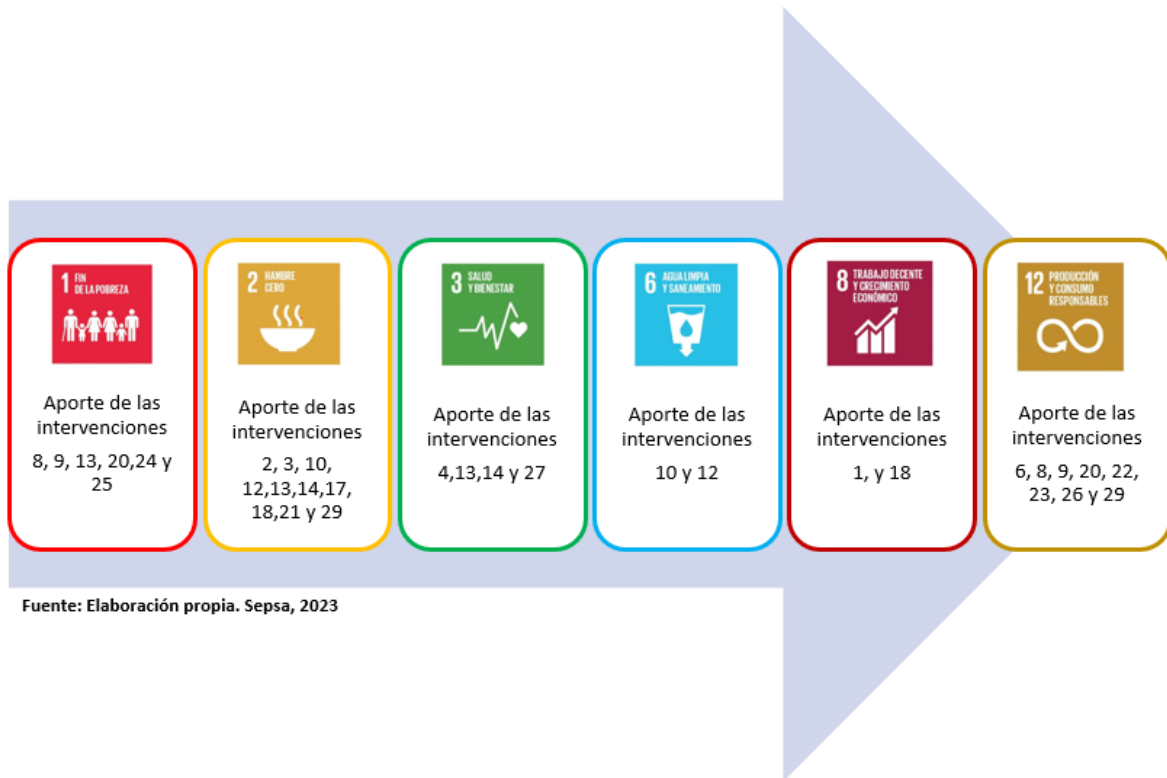 1 FIN
DE LA POBREZA
Aporte de las
intervenciones
8, 9, 13, 20,24 y
25
2 HAMBRE
CERO
Aporte de las
intervenciones
2, 3, 10,
12,13,14,17,
18,21 y 29
3 SALUD
Y BIENESTAR
Aporte de las
intervenciones
4,13,14 y 27
6 AGUA LIMPIA
Y SANEAMIENTO
Aporte de las
intervenciones
10 y 12
8 TRABAJO DECENTE
Y CRECIMIENTO
ECONÓMICO
Aporte de las
intervenciones
1, y 18
12 PRODUCCIÓN
Y CONSUMO
RESPONSABLES
Aporte de las
intervenciones
6, 8, 9, 20, 22,
23, 26 y 29
Fuente: Elaboración propia. Sepsa, 2023